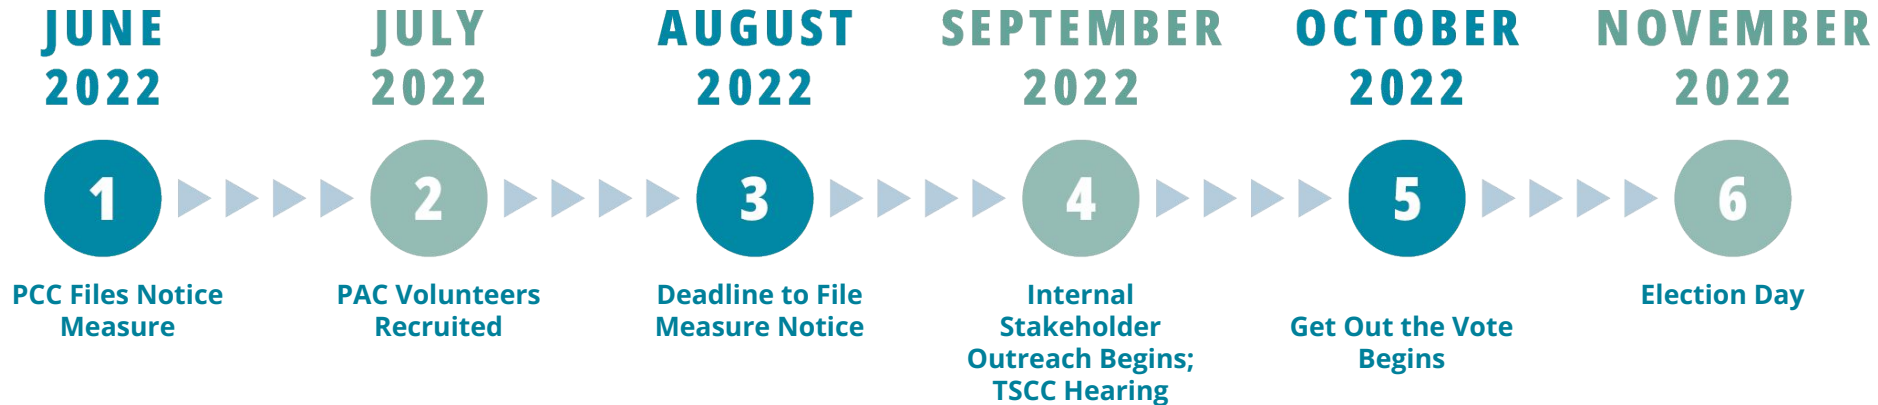 JUNE
2022
JULY
2022
AUGUST
2022
SEPTEMBER
2022
OCTOBER
2022
NOVEMBER
2022
1
2
3
4
5
6
PCC Files Notice
Measure
PAC Volunteers
Recruited
Deadline to File
Measure Notice
Internal
Stakeholder
Outreach Begins;
TSCC Hearing
Get Out the Vote
Begins
Election Day